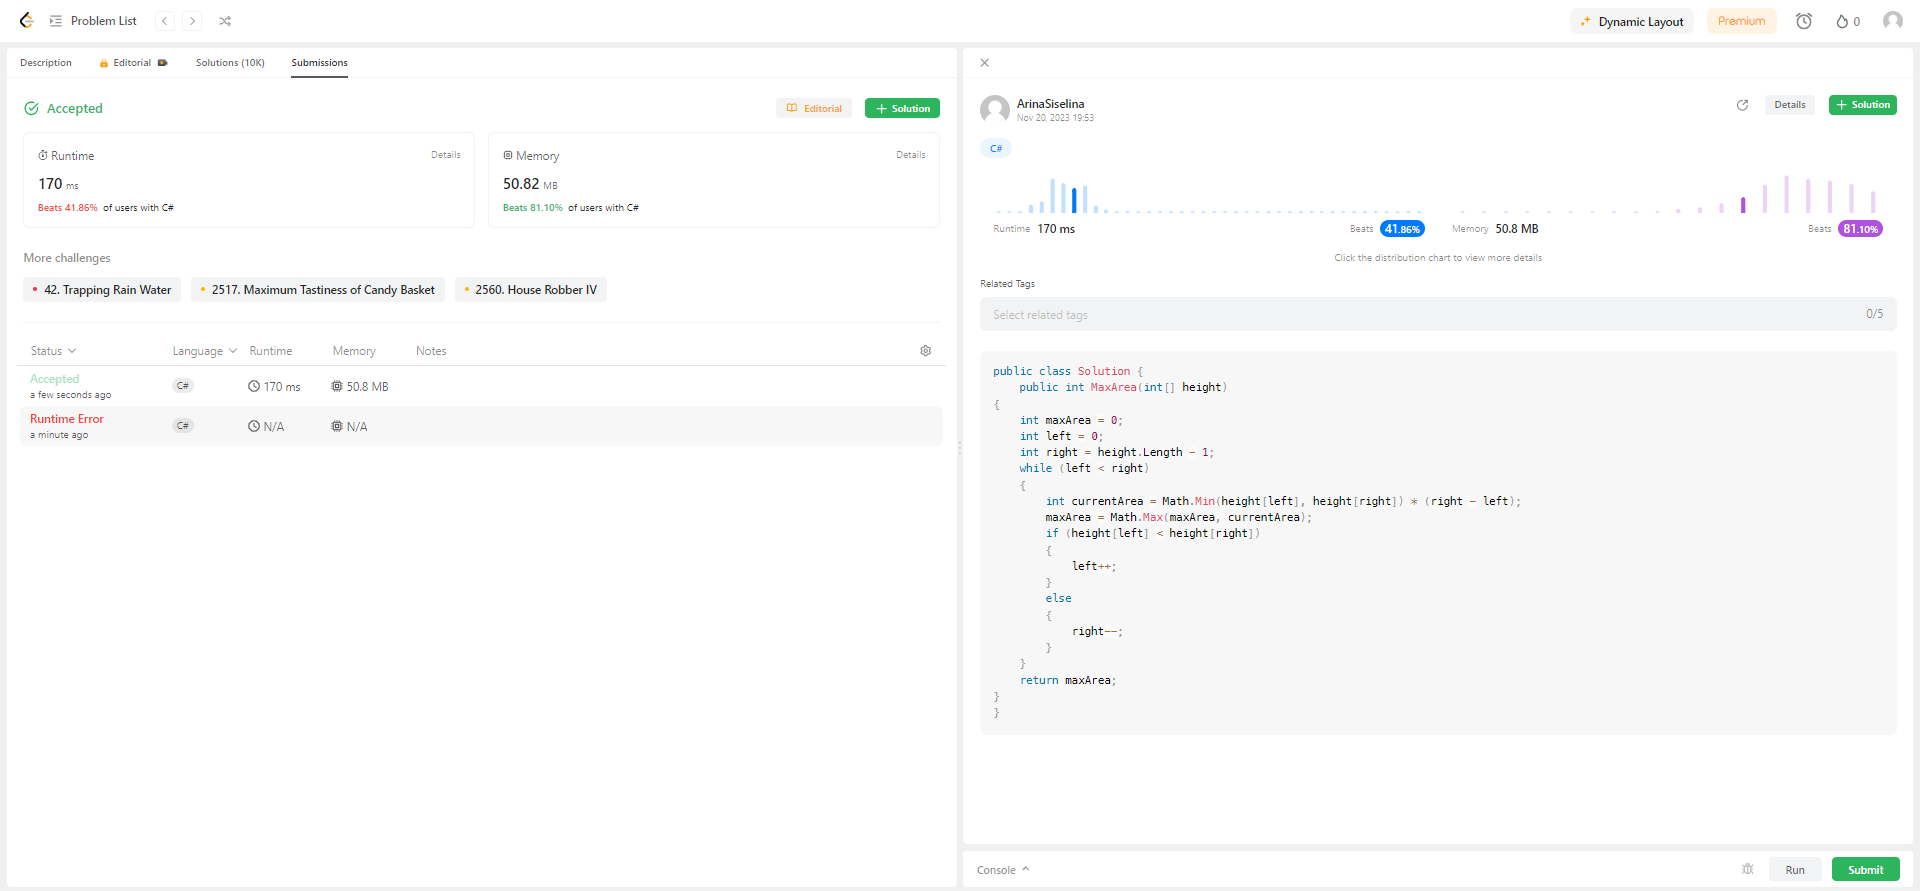 Problem List
Dynamic Layout
Premium
0
Description
Editorial
Solutions (10K)
Submissions
Accepted
Editorial
+ Solution
Runtime
Details
170 ms
Beats 41.86% of users with C#
Memory
Details
50.82 MB
Beats 81.10% of users with C#
More challenges
42. Trapping Rain Water
2517. Maximum Tastiness of Candy Basket
2560. House Robber IV
Status Language Runtime Memory Notes
Accepted
a few seconds ago
C#
170 ms
50.8 MB
Runtime Error
a minute ago
C#
N/A
N/A
ArinaSiselina
Nov 20, 2023 19:53
Details
+ Solution
C#
Runtime 170 ms
Beats 41.86%
Memory 50.8 MB
Beats 81.10%
Click the distribution chart to view more details
Related Tags
Select related tags
0/5
public class Solution {
    public int MaxArea(int[] height)
{
    int maxArea = 0;
    int left = 0;
    int right = height.Length - 1;
    while (left < right)
    {
        int currentArea = Math.Min(height[left], height[right]) * (right - left);
        maxArea = Math.Max(maxArea, currentArea);
        if (height[left] < height[right])
        {
            left++;
        }
        else
        {
            right--;
        }
    }
    return maxArea;
}
}
Console
Run
Submit